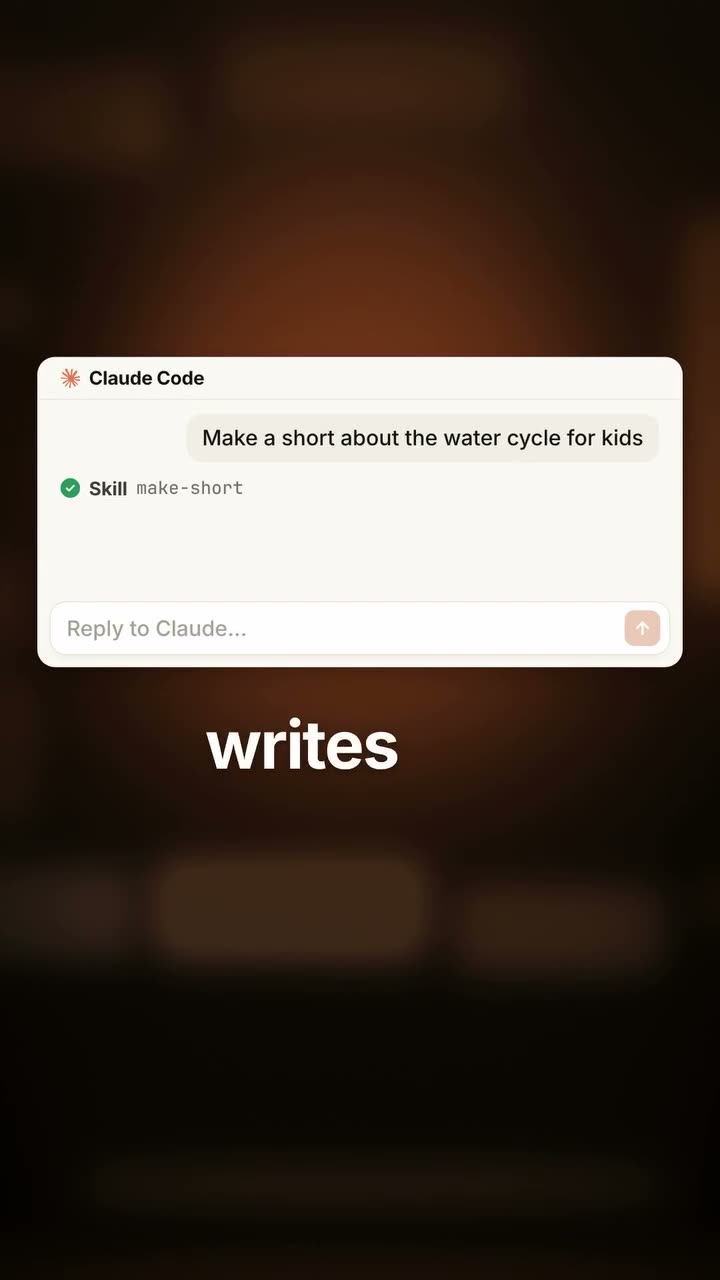 Claude Code
Make a short about the water cycle for kids
Skill make-short
Reply to Claude...
writes